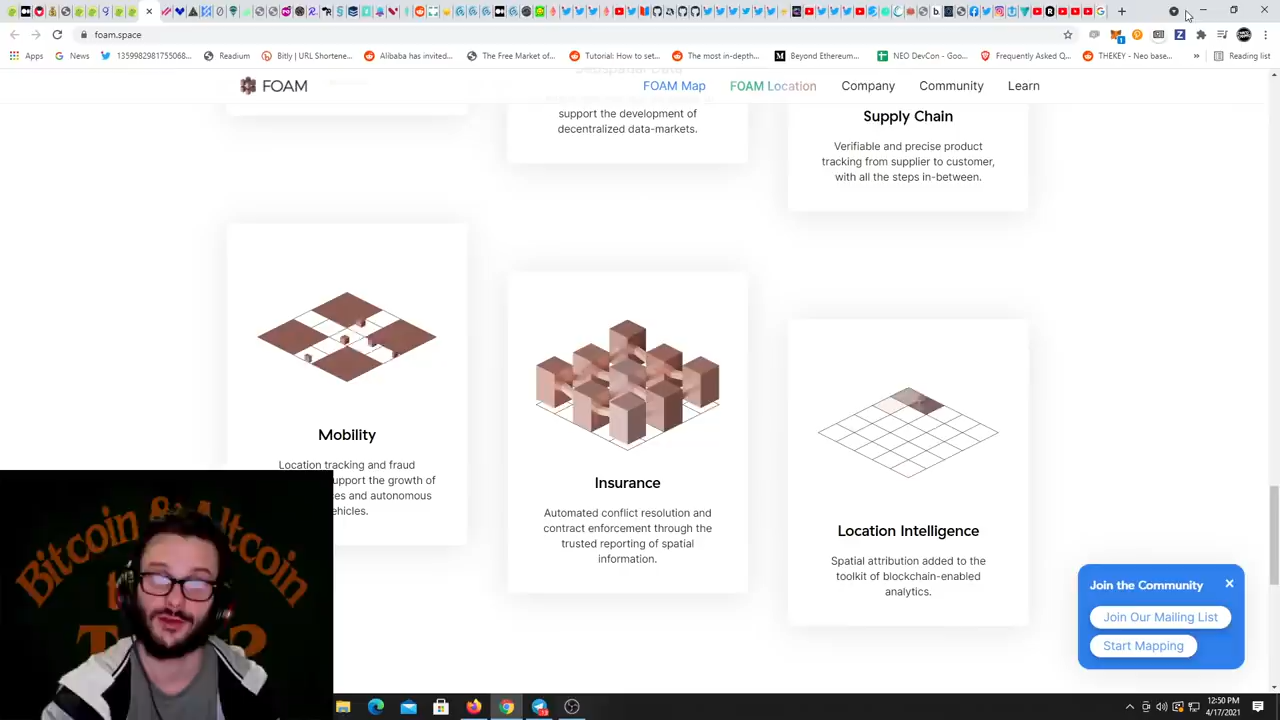 foam.space
Apps
News
1359982981755068...
Readium
Bitly | URL Shortene...
Alibaba has invited...
The Free Market of...
Tutorial: How to set...
The most in-depth...
Beyond Ethereum...
NEO DevCon - Goo...
Frequently Asked Q...
THEKEY - Neo base...
»
Reading list
FOAM
FOAM Map
FOAM Location
Company
Community
Learn
support the development of
decentralized data-markets.
Supply Chain
Verifiable and precise product
tracking from supplier to customer,
with all the steps in-between.
Mobility
Location tracking and fraud
upport the growth of
es and autonomous
ehicles.
Insurance
Automated conflict resolution and
contract enforcement through the
trusted reporting of spatial
information.
Location Intelligence
Spatial attribution added to the
toolkit of blockchain-enabled
analytics.
Join the Community
Join Our Mailing List
Start Mapping
Bitcoin & Altcoin
12:50 PM
4/17/2021